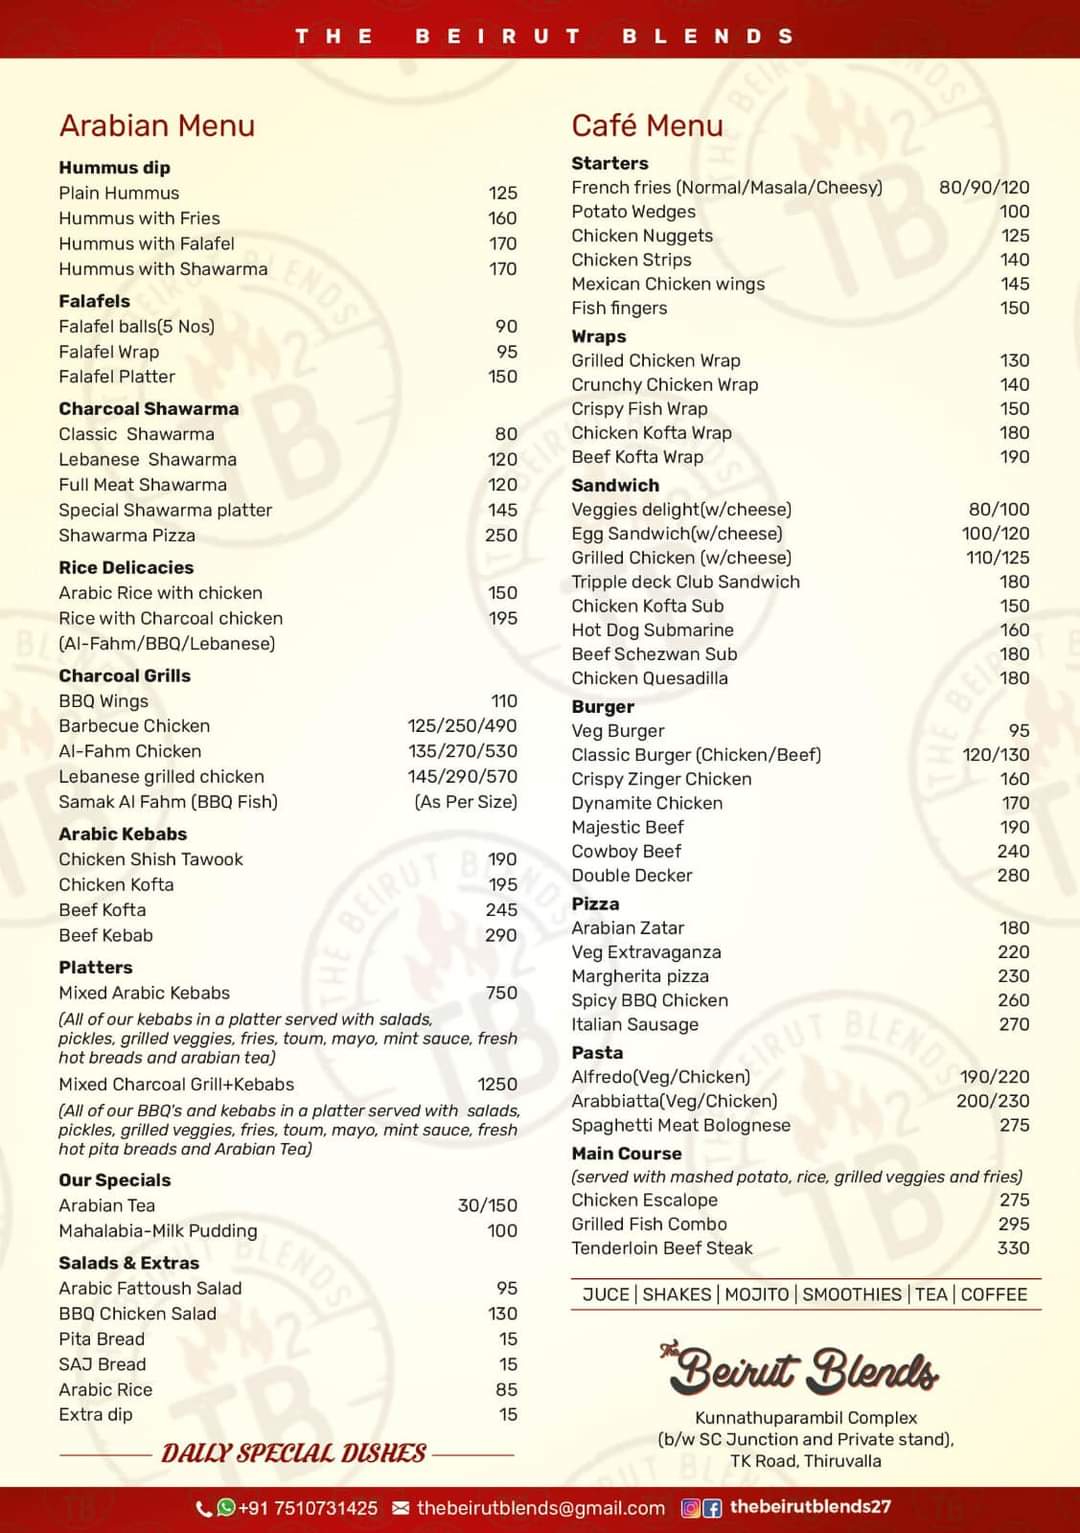 THE BEIRUT BLENDS
Arabian Menu
Hummus dip
Plain Hummus 125
Hummus with Fries 160
Hummus with Falafel 170
Hummus with Shawarma 170
Falafels
Falafel balls(5 Nos) 90
Falafel Wrap 95
Falafel Platter 150
Charcoal Shawarma
Classic Shawarma 80
Lebanese Shawarma 120
Full Meat Shawarma 120
Special Shawarma platter 145
Shawarma Pizza 250
Rice Delicacies
Arabic Rice with chicken 150
Rice with Charcoal chicken 195
(Al-Fahm/BBQ/Lebanese)
Charcoal Grills
BBQ Wings 110
Barbecue Chicken 125/250/490
Al-Fahm Chicken 135/270/530
Lebanese grilled chicken 145/290/570
Samak Al Fahm (BBQ Fish) (As Per Size)
Arabic Kebabs
Chicken Shish Tawook 190
Chicken Kofta 195
Beef Kofta 245
Beef Kebab 290
Platters
Mixed Arabic Kebabs 750
(All of our kebabs in a platter served with salads,
pickles, grilled veggies, fries, toum, mayo, mint sauce, fresh
hot breads and arabian tea)
Mixed Charcoal Grill+Kebabs 1250
(All of our BBQ's and kebabs in a platter served with salads,
pickles, grilled veggies, fries, toum, mayo, mint sauce, fresh
hot pita breads and Arabian Tea)
Our Specials
Arabian Tea 30/150
Mahalabia-Milk Pudding 100
Salads & Extras
Arabic Fattoush Salad 95
BBQ Chicken Salad 130
Pita Bread 15
SAJ Bread 15
Arabic Rice 85
Extra dip 15
DAILY SPECIAL DISHES
Café Menu
Starters
French fries (Normal/Masala/Cheesy) 80/90/120
Potato Wedges 100
Chicken Nuggets 125
Chicken Strips 140
Mexican Chicken wings 145
Fish fingers 150
Wraps
Grilled Chicken Wrap 130
Crunchy Chicken Wrap 140
Crispy Fish Wrap 150
Chicken Kofta Wrap 180
Beef Kofta Wrap 190
Sandwich
Veggies delight(w/cheese) 80/100
Egg Sandwich(w/cheese) 100/120
Grilled Chicken (w/cheese) 110/125
Tripple deck Club Sandwich 180
Chicken Kofta Sub 150
Hot Dog Submarine 160
Beef Schezwan Sub 180
Chicken Quesadilla 180
Burger
Veg Burger 95
Classic Burger (Chicken/Beef) 120/130
Crispy Zinger Chicken 160
Dynamite Chicken 170
Majestic Beef 190
Cowboy Beef 240
Double Decker 280
Pizza
Arabian Zatar 180
Veg Extravaganza 220
Margherita pizza 230
Spicy BBQ Chicken 260
Italian Sausage 270
Pasta
Alfredo(Veg/Chicken) 190/220
Arabbiatta(Veg/Chicken) 200/230
Spaghetti Meat Bolognese 275
Main Course
(served with mashed potato, rice, grilled veggies and fries)
Chicken Escalope 275
Grilled Fish Combo 295
Tenderloin Beef Steak 330
JUCE | SHAKES | MOJITO | SMOOTHIES | TEA | COFFEE
The Beirut Blends
Kunnathuparambil Complex
(b/w SC Junction and Private stand),
TK Road, Thiruvalla
+91 7510731425 thebeirutblends@gmail.com thebeirutblends27